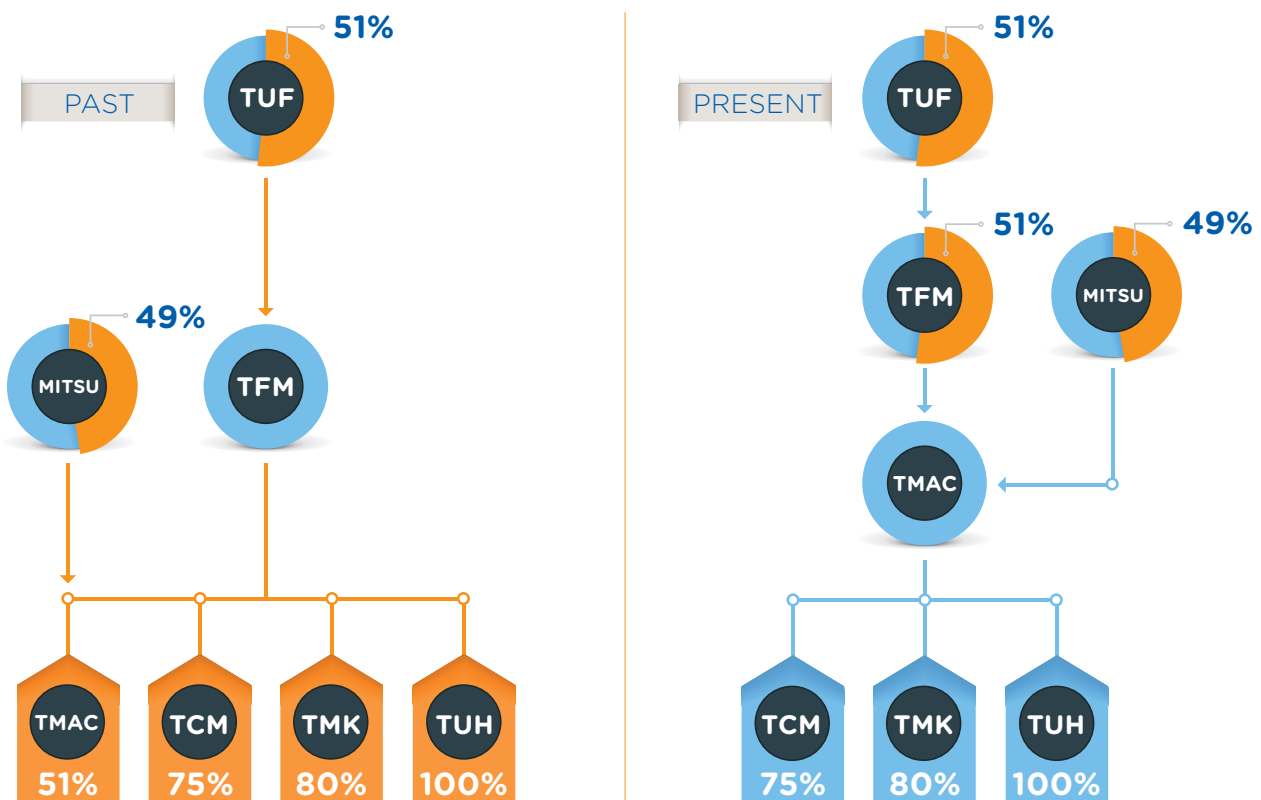 51%
PAST
TUF
49%
MITSU
TFM
TMAC
TCM
TMK
TUH
51%
75%
80%
100%
51%
PRESENT
TUF
51%
49%
TFM
MITSU
TMAC
TCM
TMK
TUH
75%
80%
100%